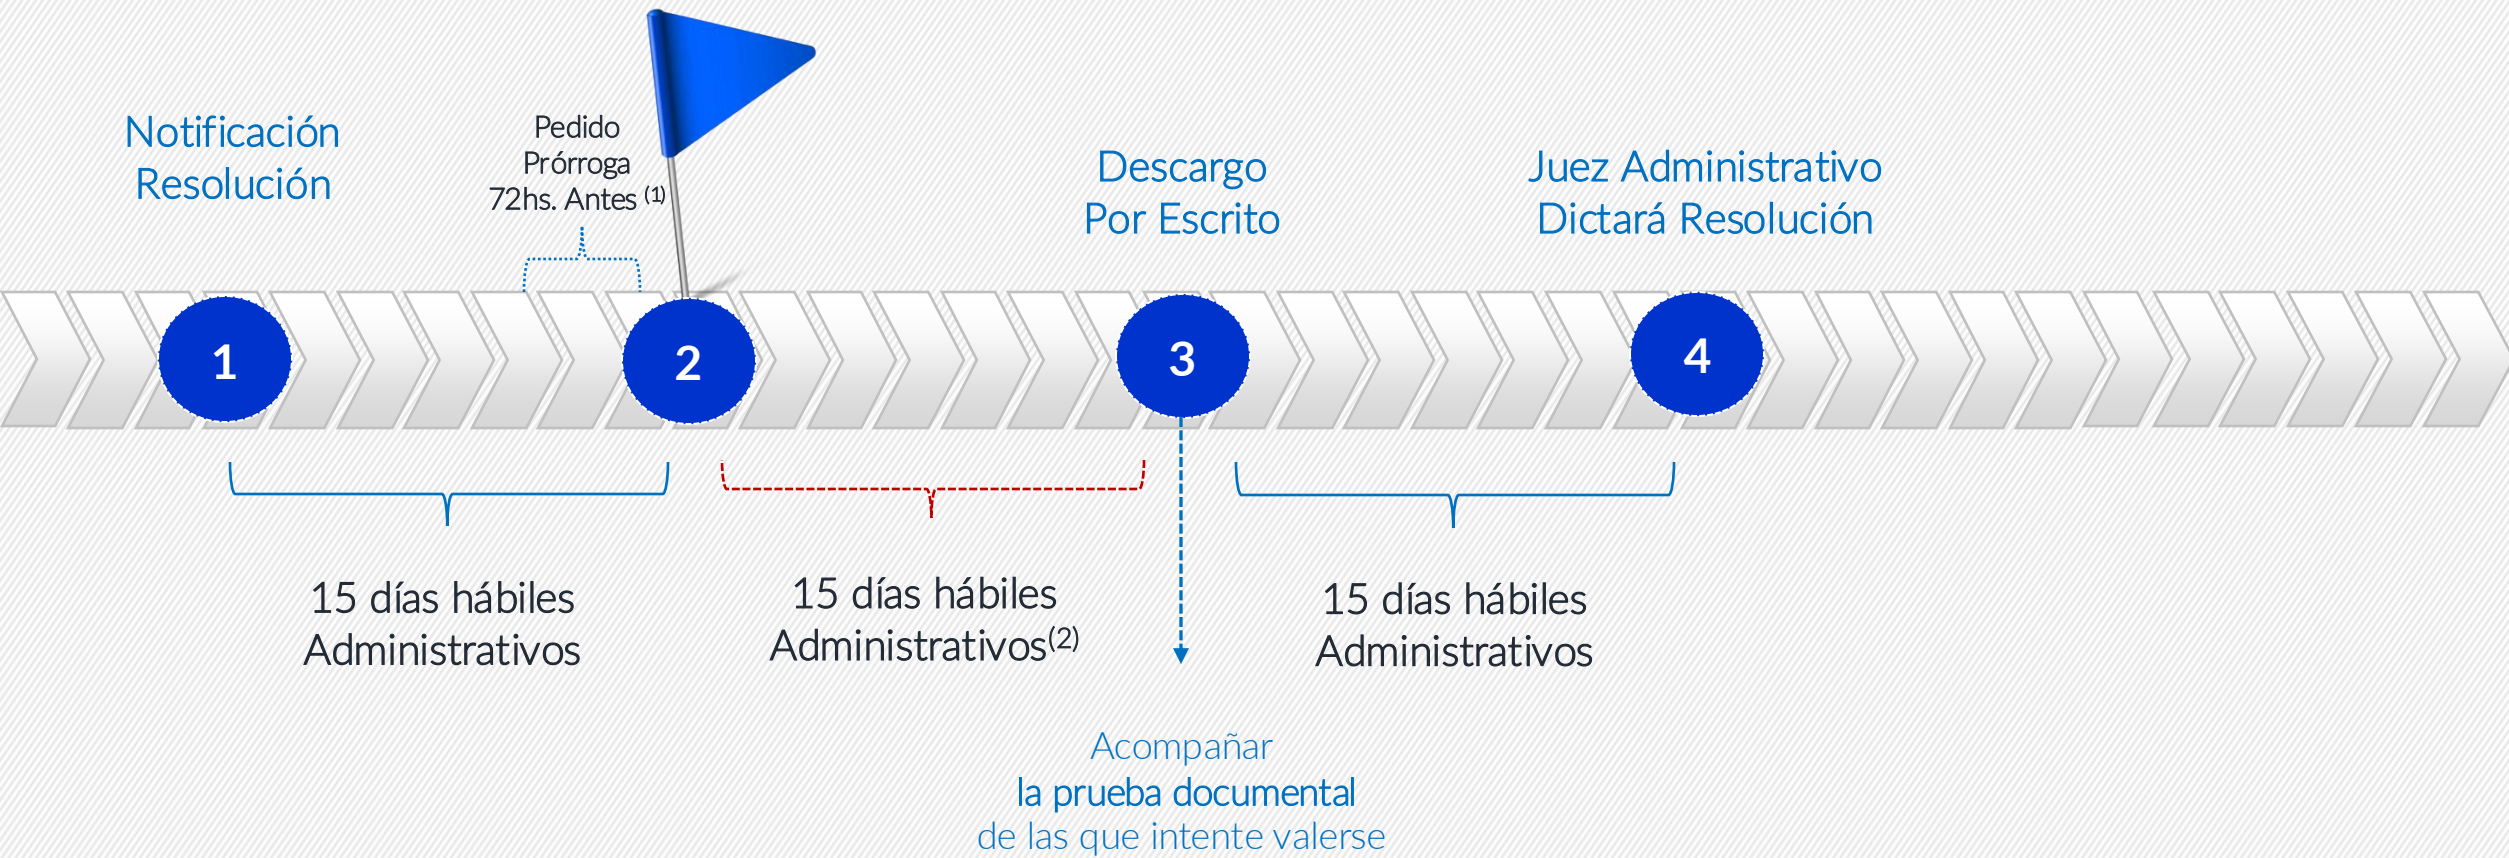 Notificación
Resolución
Pedido
Prórroga
72hs. Antes (1)
Descargo
Por Escrito
Juez Administrativo
Dictará Resolución
1
2
3
4
15 días hábiles
Administrativos
15 días hábiles
Administrativos(2)
15 días hábiles
Administrativos
Acompañar
la prueba documental
de las que intente valerse